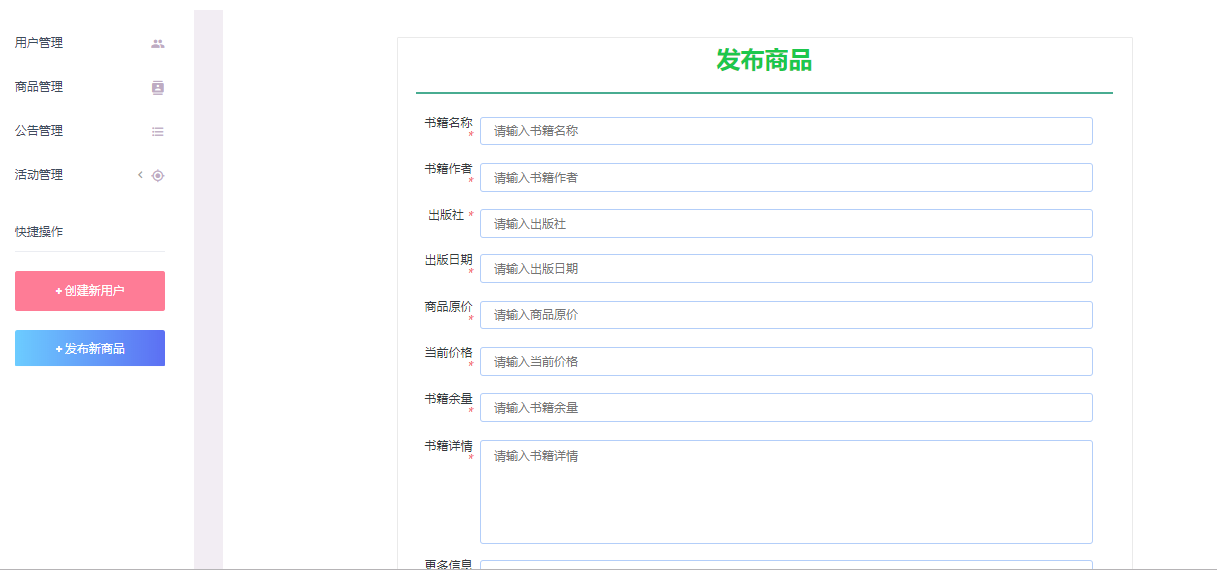 用户管理
商品管理
公告管理
活动管理
快捷操作
+ 创建新用户
+ 发布新商品
发布商品
书籍名称 *
请输入书籍名称
书籍作者 *
请输入书籍作者
出版社 *
请输入出版社
出版日期 *
请输入出版日期
商品原价 *
请输入商品原价
当前价格 *
请输入当前价格
书籍余量 *
请输入书籍余量
书籍详情 *
请输入书籍详情
更多信息